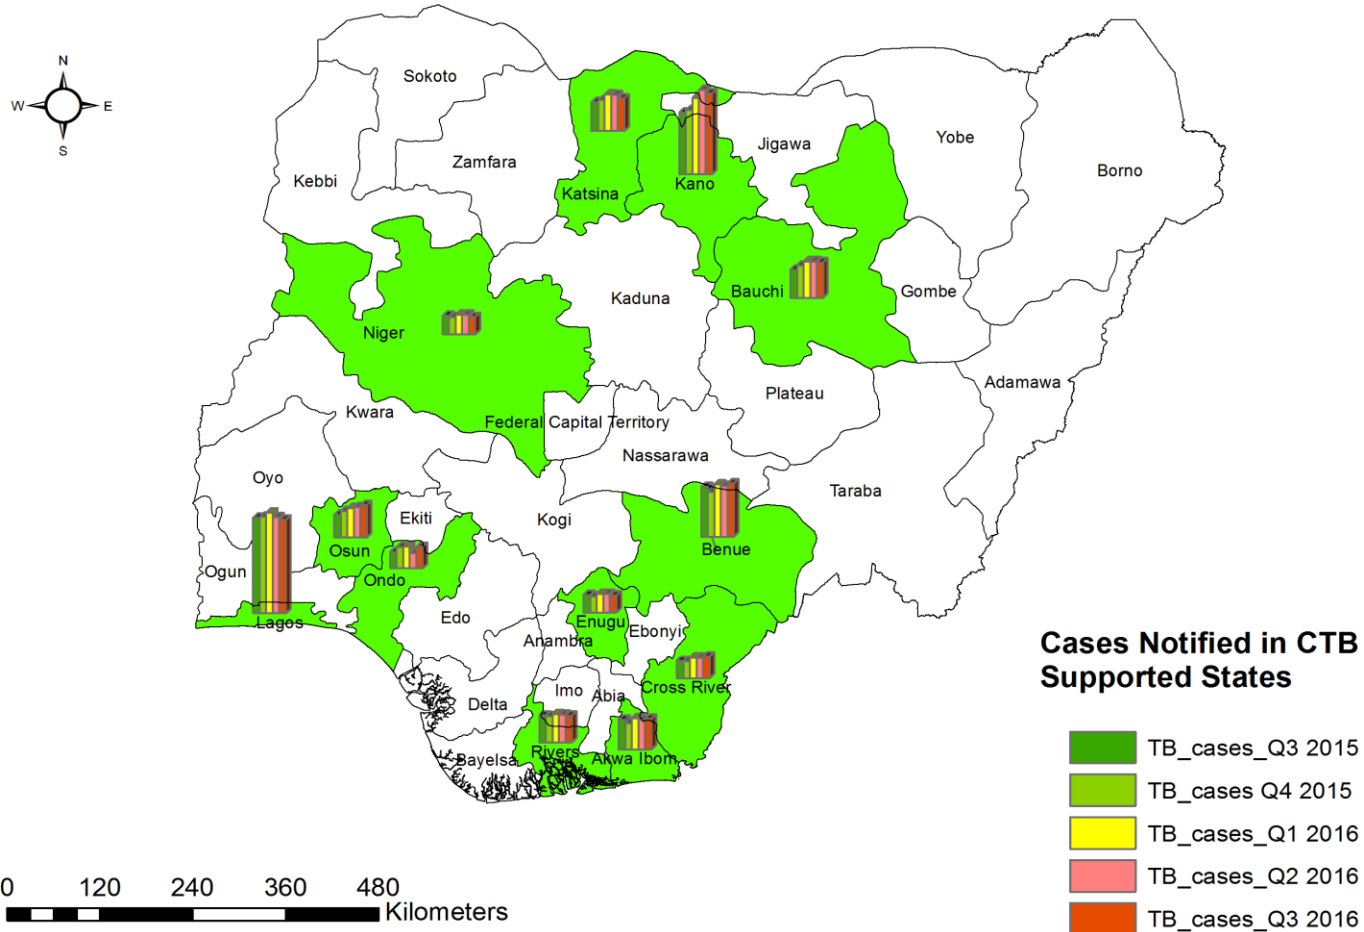 N
W E
S
Sokoto
Yobe
Jigawa
Zamfara
Borno
Kebbi
Katsina
Kano
Bauchi
Gombe
Kaduna
Niger
Adamawa
Plateau
Kwara
Federal Capital Territory
Nassarawa
Oyo
Taraba
Ekiti
Kogi
Osun
Benue
Ogun
Ondo
Edo
Lagos
Enugu
Ebonyi
Anambra
Cross River
Imo
Abia
Delta
Rivers
Akwa Ibom
Bayelsa
Cases Notified in CTB
Supported States
TB_cases_Q3 2015
TB_cases Q4 2015
TB_cases_Q1 2016
TB_cases_Q2 2016
TB_cases_Q3 2016
0 120 240 360 480
Kilometers